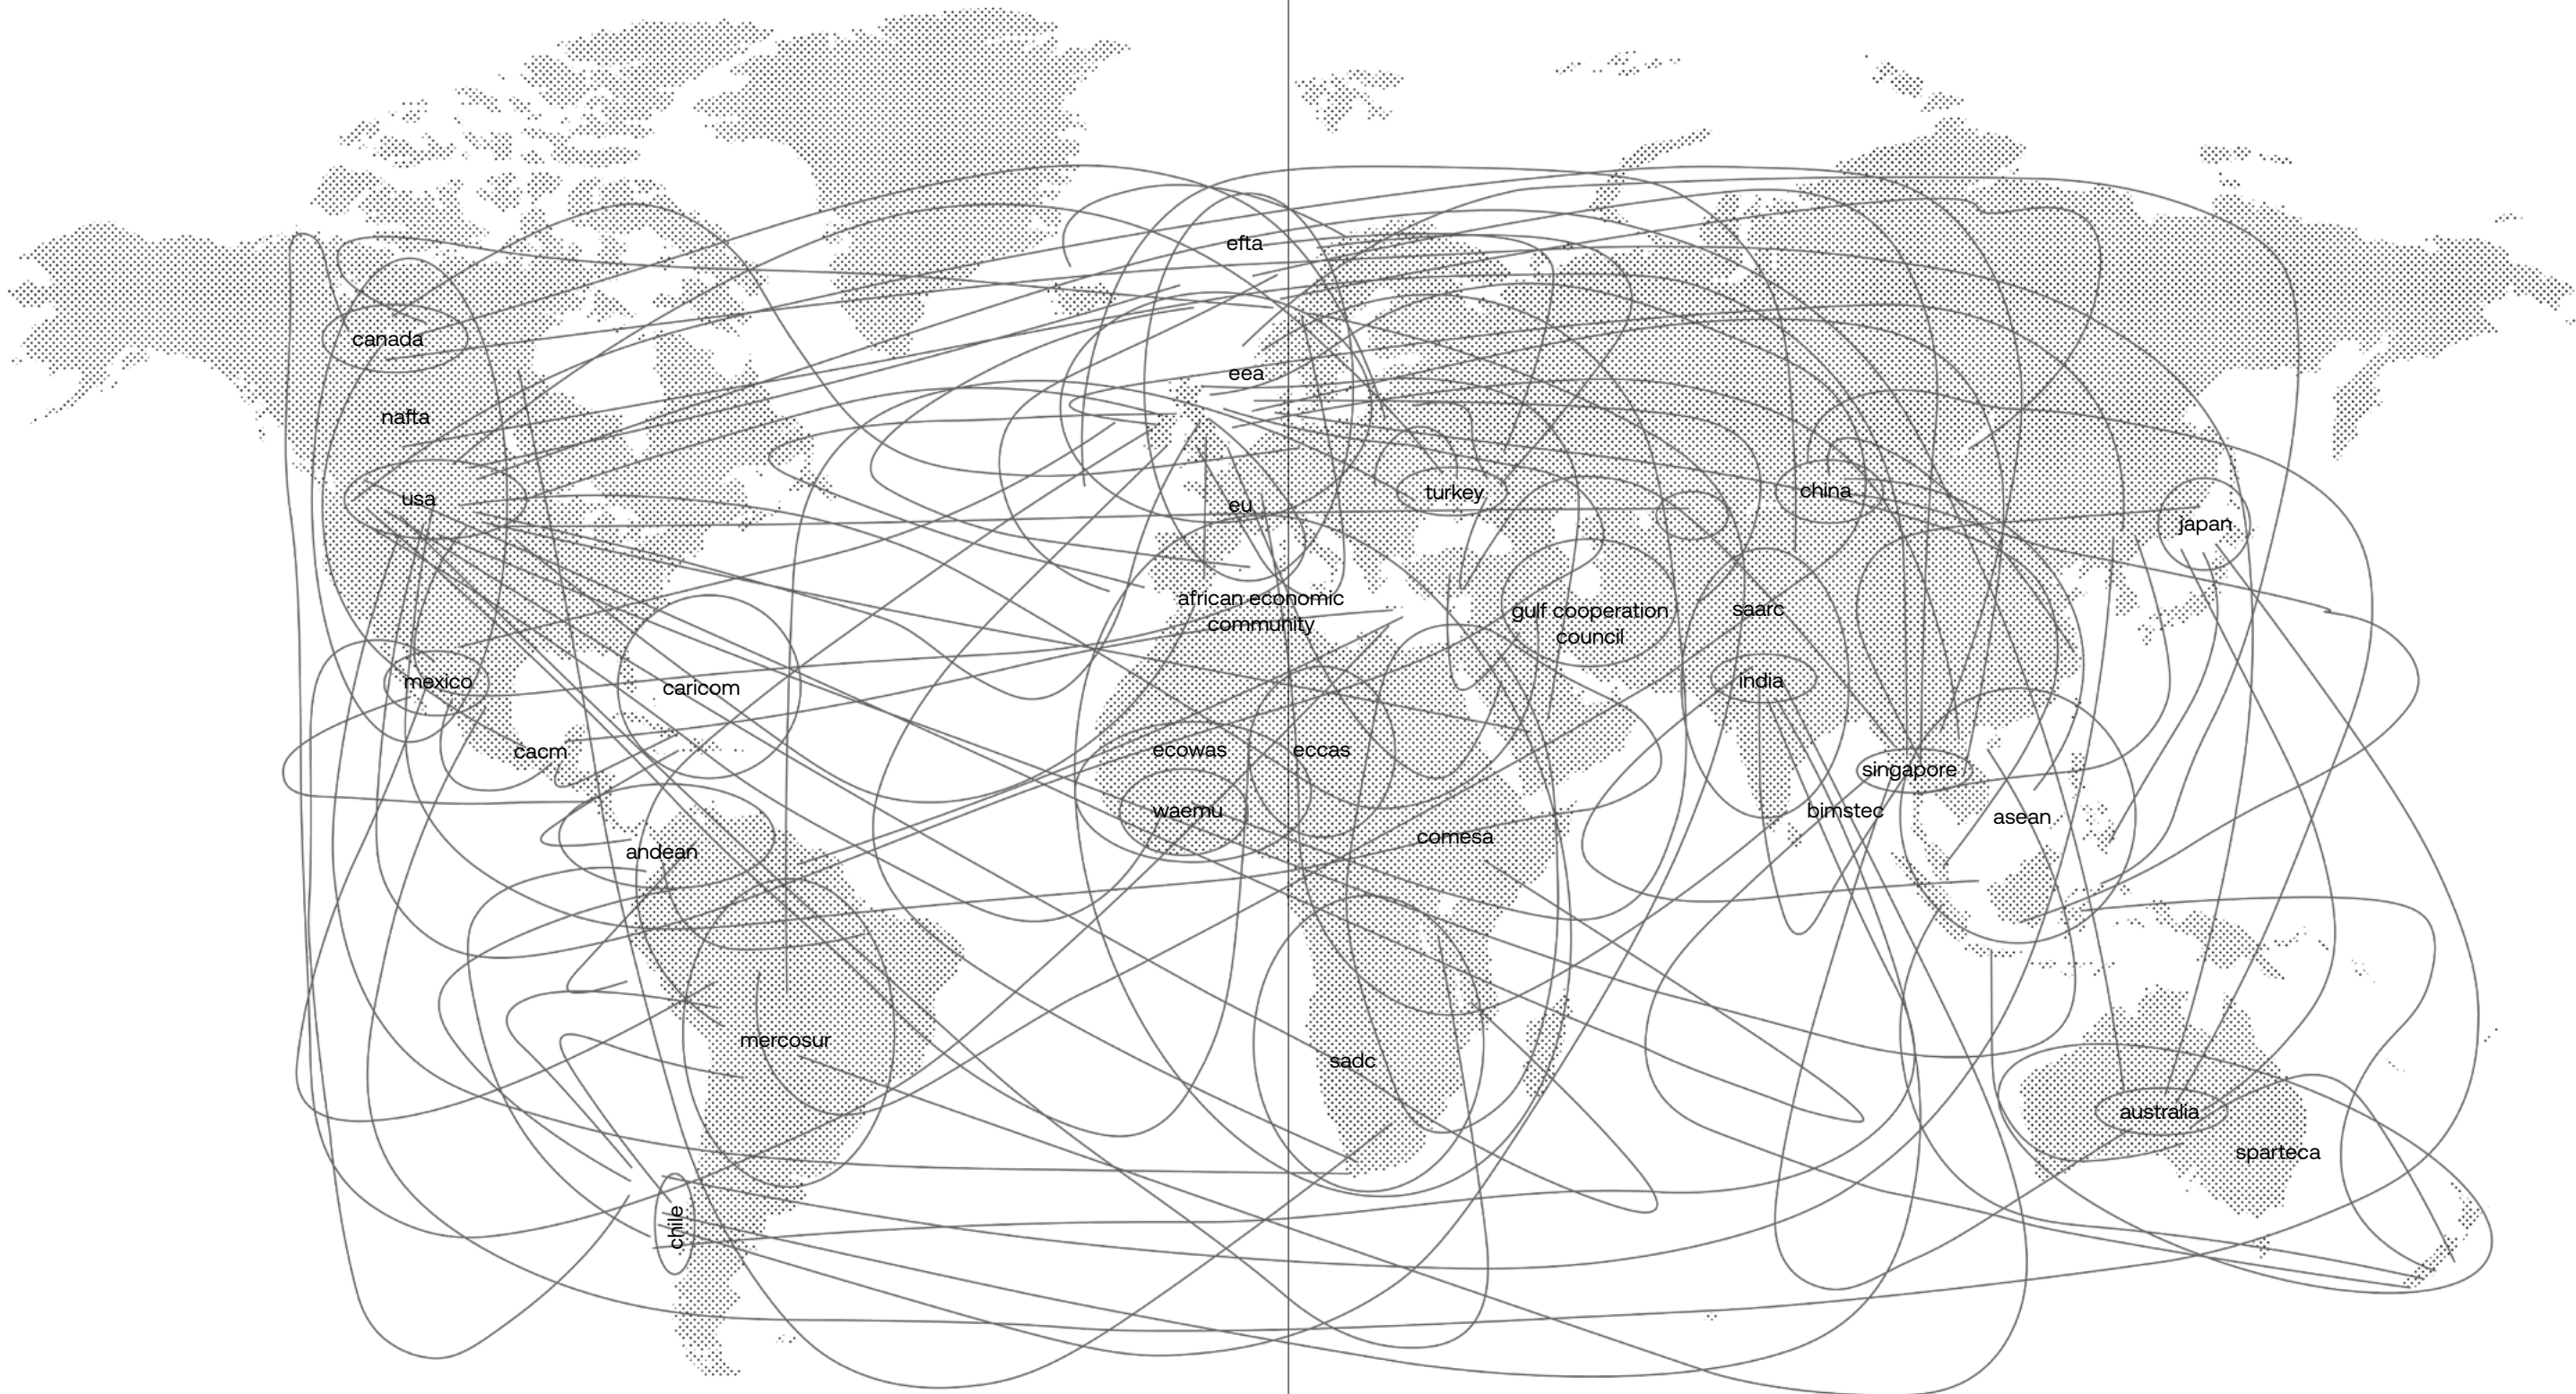 efta
canada
eea
nafta
usa
turkey
china
eu
japan
african economic
community
gulf cooperation
council
saarc
mexico
caricom
india
cacm
ecowas
eccas
singapore
waemu
bimstec
asean
comesa
andean
mercosur
sadc
australia
sparteca
chile